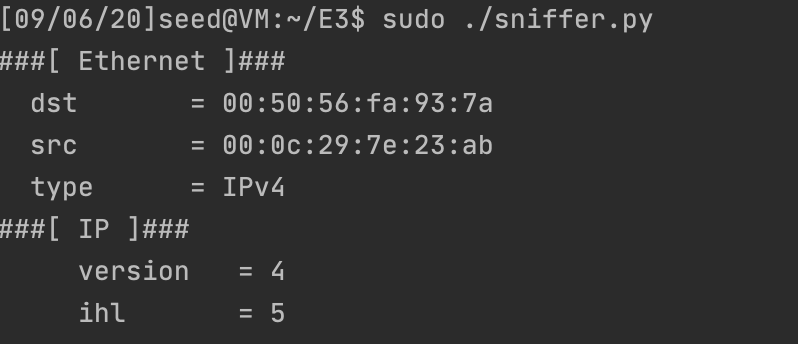 [09/06/20]seed@VM:~/E3$ sudo ./sniffer.py
###[ Ethernet ]###
  dst       = 00:50:56:fa:93:7a
  src       = 00:0c:29:7e:23:ab
  type      = IPv4
###[ IP ]###
     version   = 4
     ihl       = 5